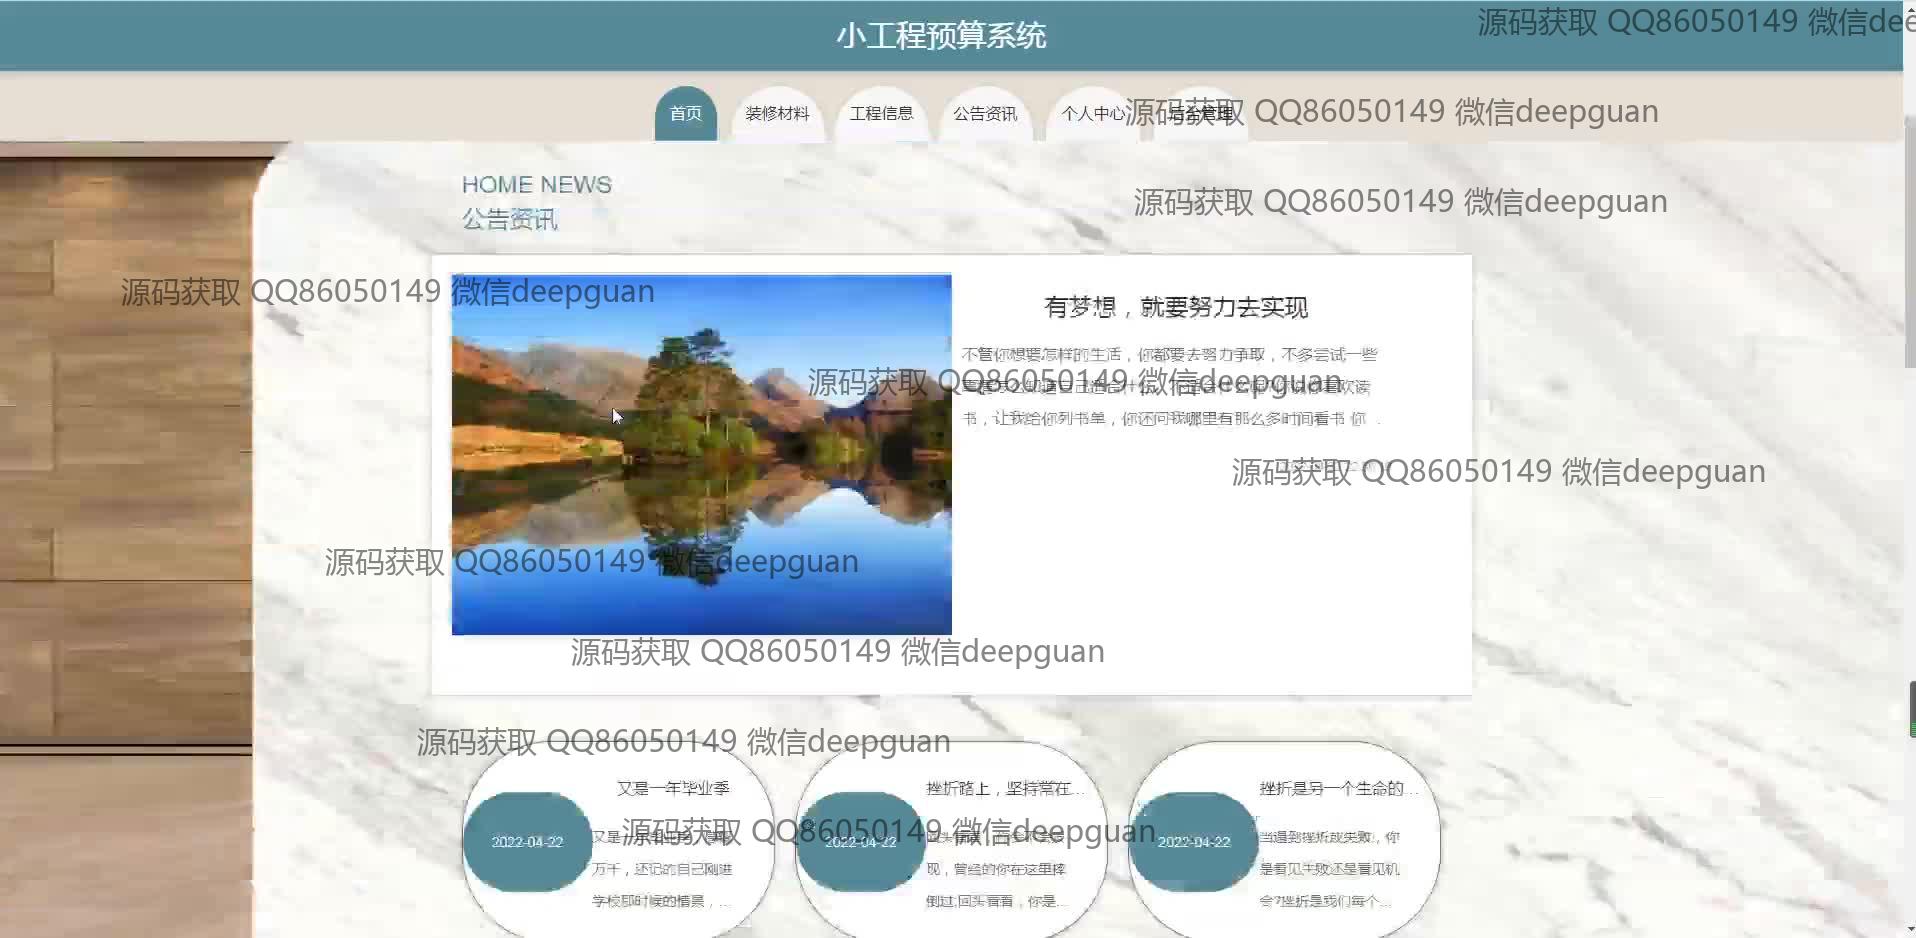 小工程预算系统
源码获取 QQ86050149 微信dee
首页 装修材料 工程信息 公告资讯 个人中心 后台管理
源码获取 QQ86050149 微信deepguan
HOME NEWS
公告资讯
源码获取 QQ86050149 微信deepguan
源码获取 QQ86050149 微信deepguan
有梦想，就要努力去实现
不管你想要怎样的生活，你都要去努力争取，不多尝试一些
源码获取 QQ86050149 微信deepguan
书，让我给你列书单，你还问我哪里有那么多时间看书 你
源码获取 QQ86050149 微信deepguan
源码获取 QQ86050149 微信deepguan
源码获取 QQ86050149 微信deepguan
源码获取 QQ86050149 微信deepguan
又是一年毕业季
2022-04-22
万千，还记的自己刚进
学校那时候的情景，...
挫折路上，坚持常在...
2022-04-22
现，曾经的你在这里摔
倒过;回头看看，你是...
挫折是另一个生命的...
2022-04-22
当遇到挫折或失败，你
是看见失败还是看见机
会?挫折是我们每个...
源码获取 QQ86050149 微信deepguan